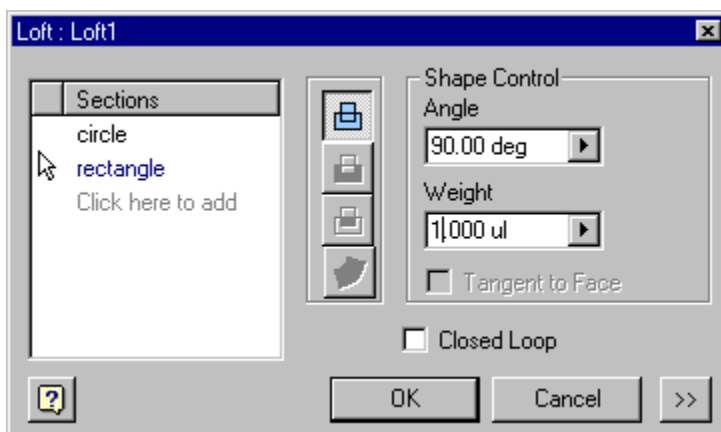 Loft : Loft1
Sections
circle
rectangle
Click here to add
Shape Control
Angle
90.00 deg
Weight
1.000 ul
Tangent to Face
Closed Loop
OK
Cancel
>>